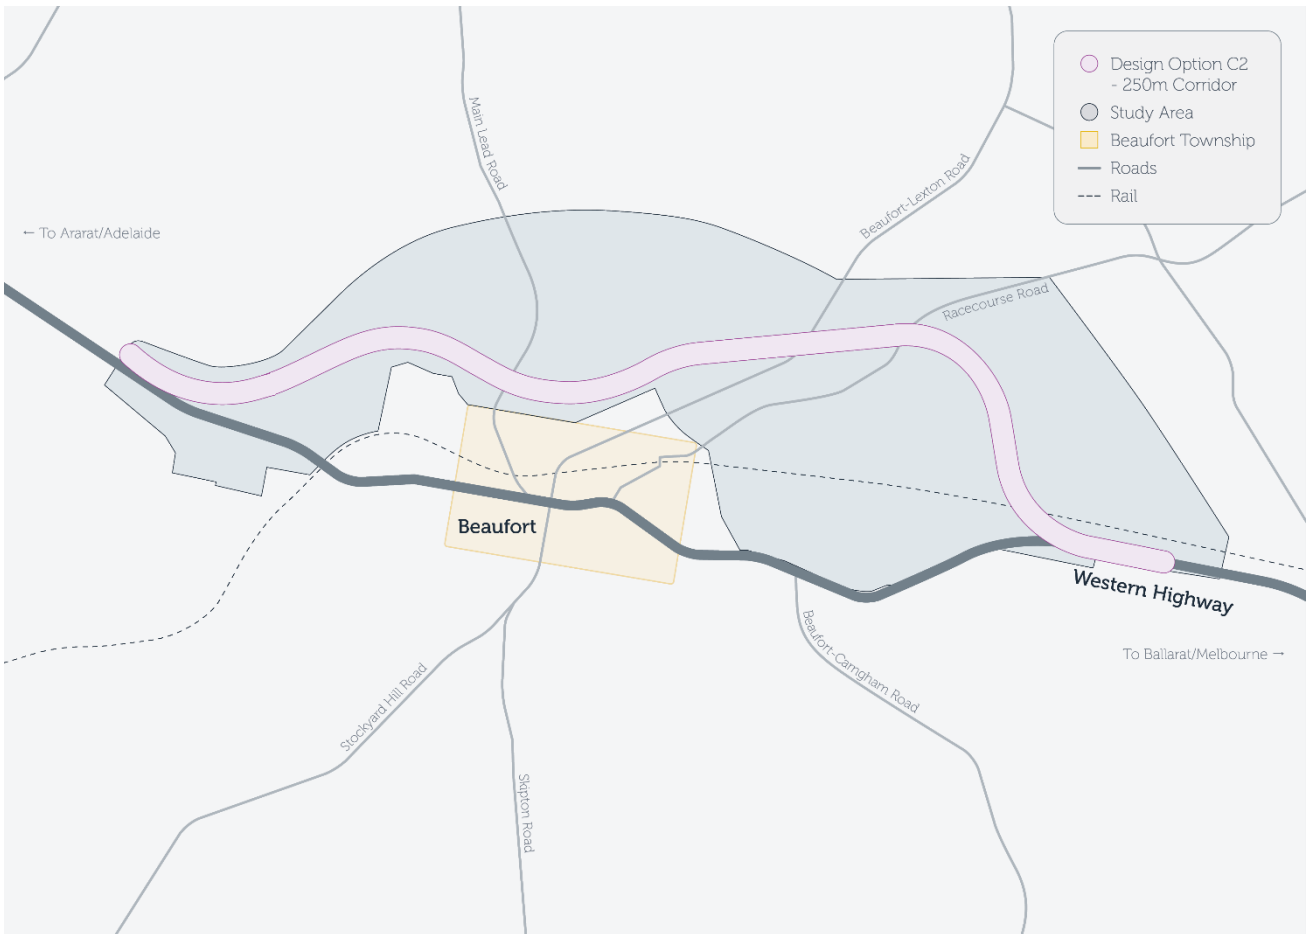 Design Option C2
- 250m Corridor
Study Area
Beaufort Township
Roads
Rail
Main Lead Road
Beaufort-Lexton Road
← To Ararat/Adelaide
Racecourse Road
Beaufort
Western Highway
To Ballarat/Melbourne →
Beaufort-Carngham Road
Stockyard Hill Road
Skipton Road